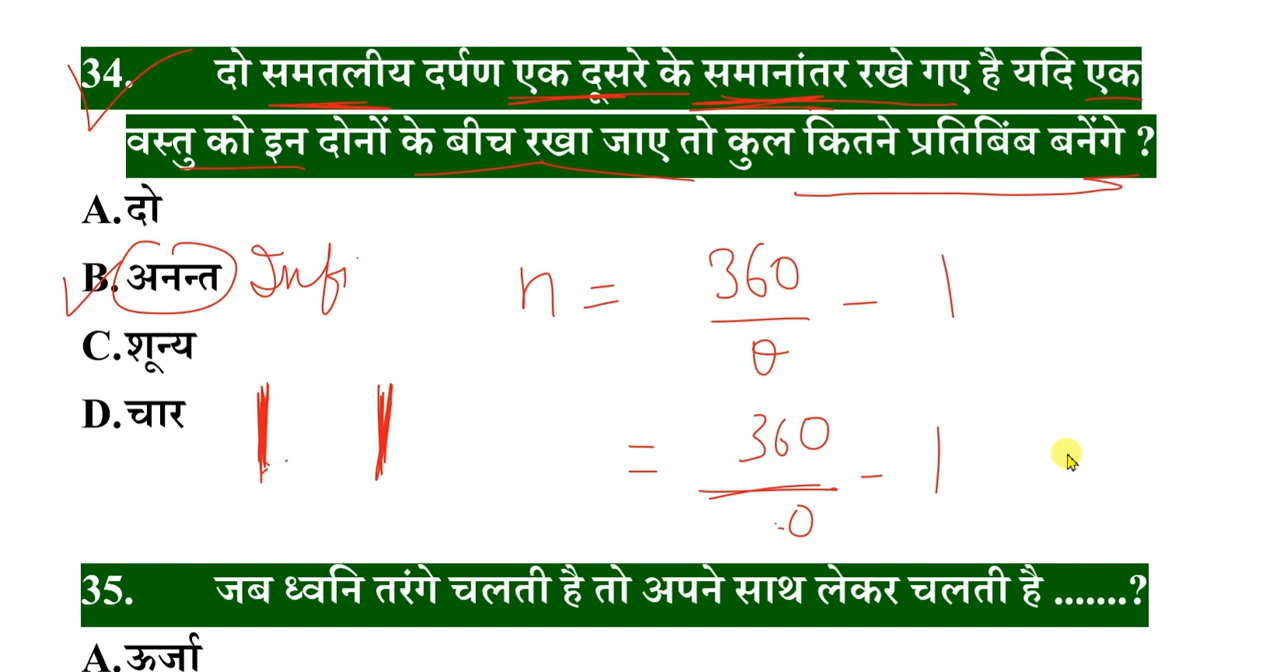 34. दो समतलीय दर्पण एक दूसरे के समानांतर रखे गए है यदि एक
वस्तु को इन दोनों के बीच रखा जाए तो कुल कितने प्रतिबिंब बनेंगे ?
A.दो
B.अनन्त Infi
n = 360/θ - 1
C.शून्य
D.चार
= 360/0 - 1
35. जब ध्वनि तरंगे चलती है तो अपने साथ लेकर चलती है .......?
A.ऊर्जा